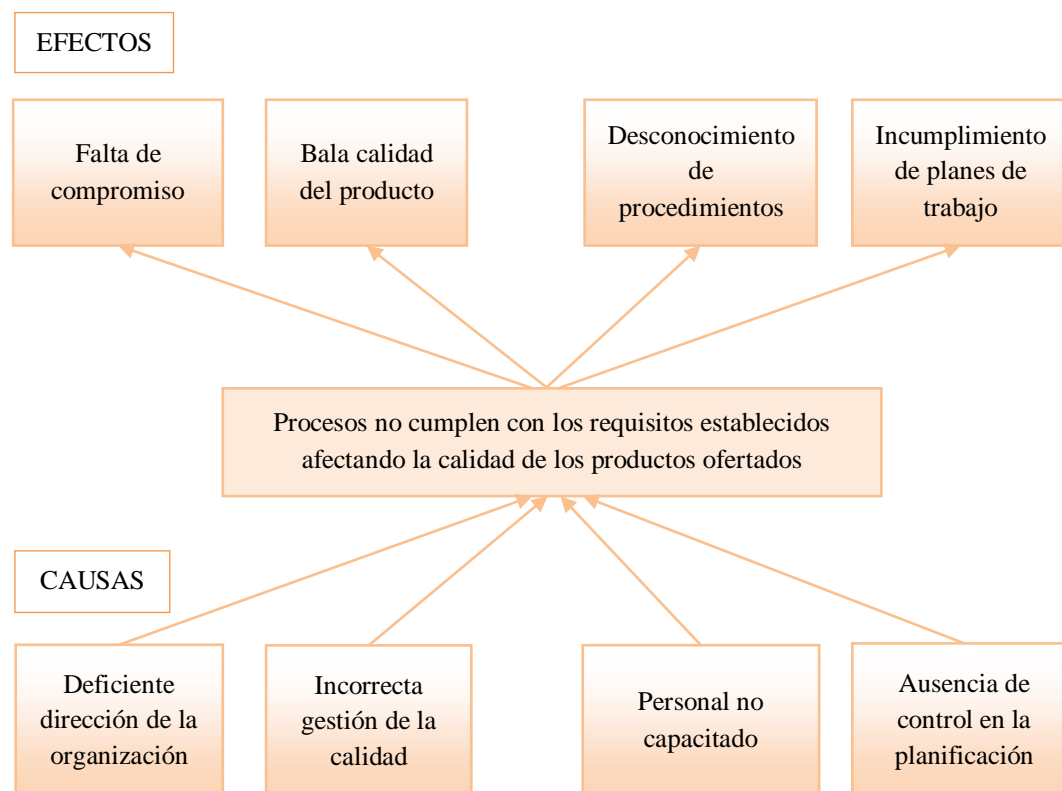 EFECTOS
Falta de
compromiso
Bala calidad
del producto
Desconocimiento
de
procedimientos
Incumplimiento
de planes de
trabajo
Procesos no cumplen con los requisitos establecidos
afectando la calidad de los productos ofertados
CAUSAS
Deficiente
dirección de la
organización
Incorrecta
gestión de la
calidad
Personal no
capacitado
Ausencia de
control en la
planificación